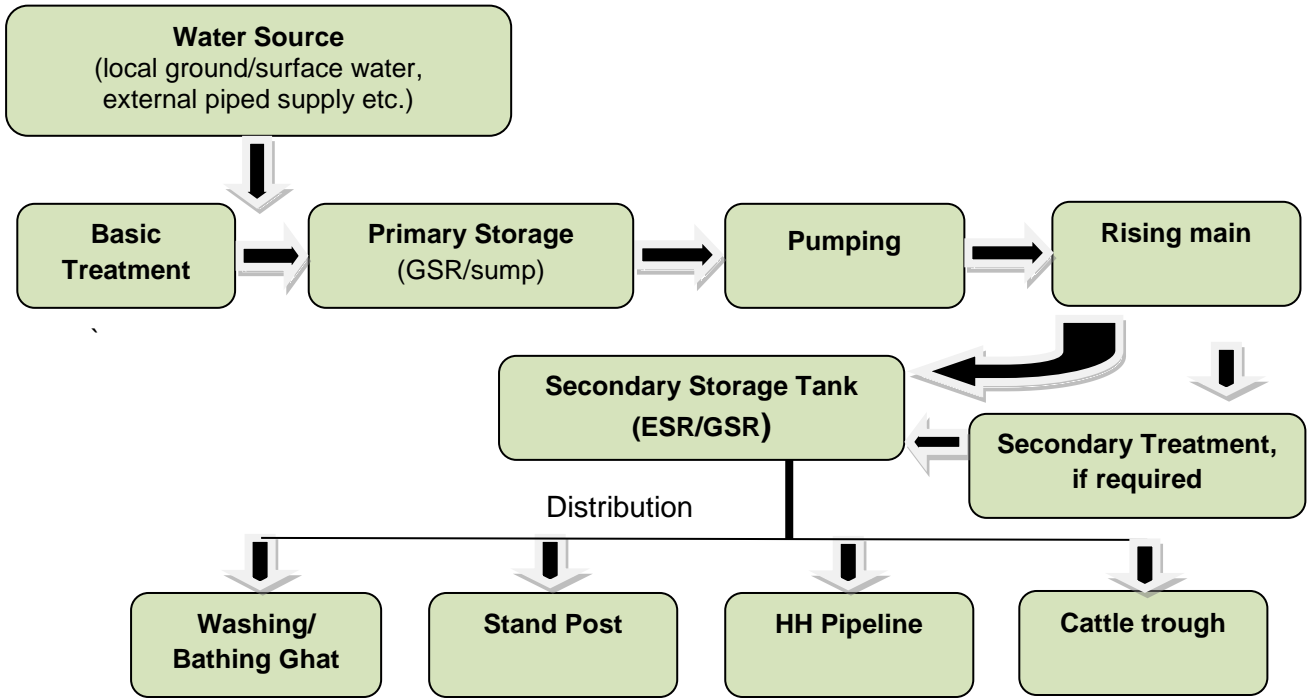 Water Source
(local ground/surface water,
external piped supply etc.)
Basic
Treatment
Primary Storage
(GSR/sump)
Pumping
Rising main
`
Secondary Storage Tank
(ESR/GSR)
Secondary Treatment,
if required
Distribution
Washing/
Bathing Ghat
Stand Post
HH Pipeline
Cattle trough